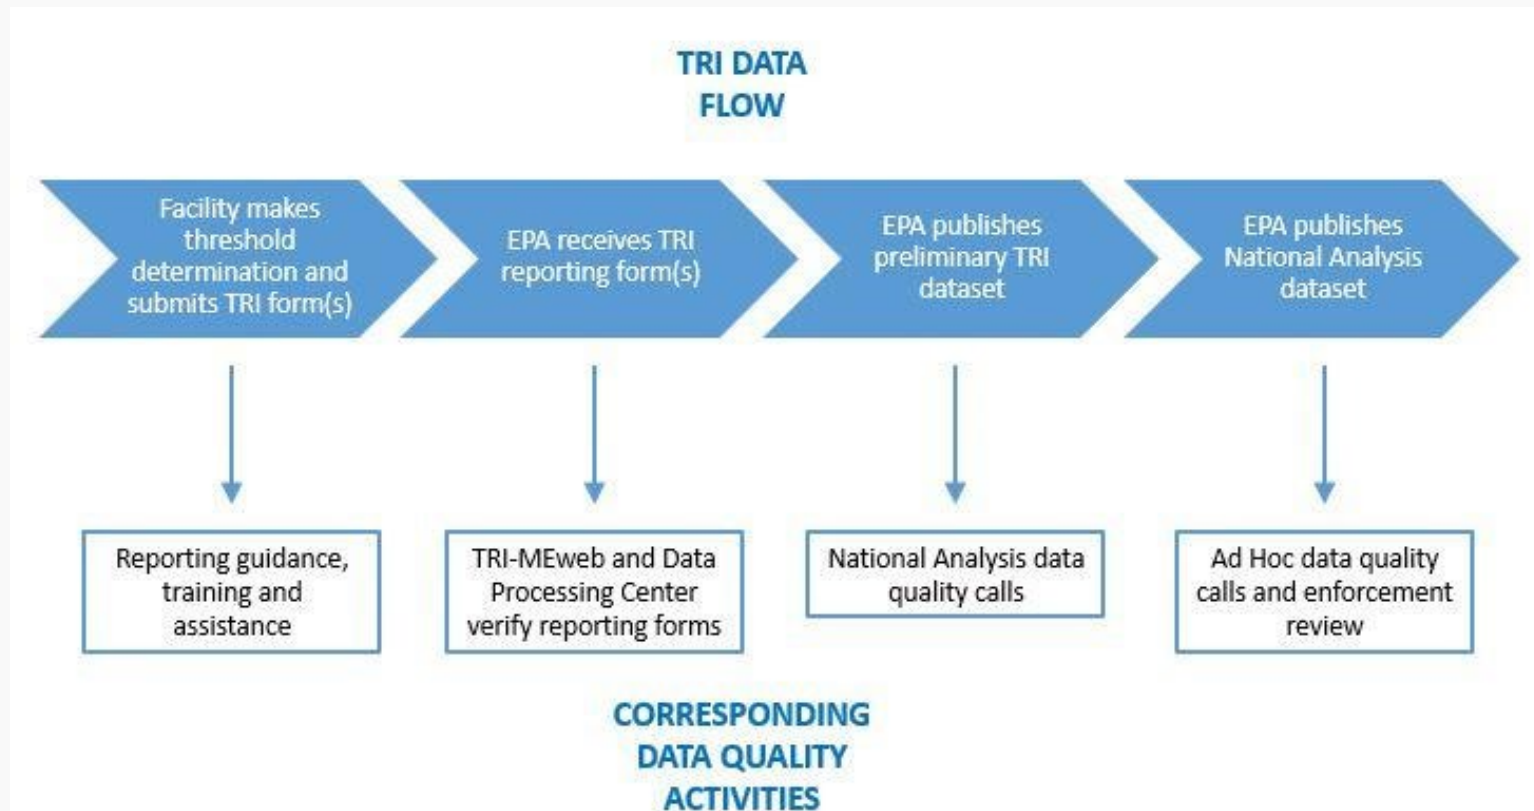 TRI DATA
FLOW
Facility makes
threshold
determination and
submits TRI form(s)
EPA receives TRI
reporting form(s)
EPA publishes
preliminary TRI
dataset
EPA publishes
National Analysis
dataset
Reporting guidance,
training and
assistance
TRI-MEweb and Data
Processing Center
verify reporting forms
National Analysis data
quality calls
Ad Hoc data quality
calls and enforcement
review
CORRESPONDING
DATA QUALITY
ACTIVITIES